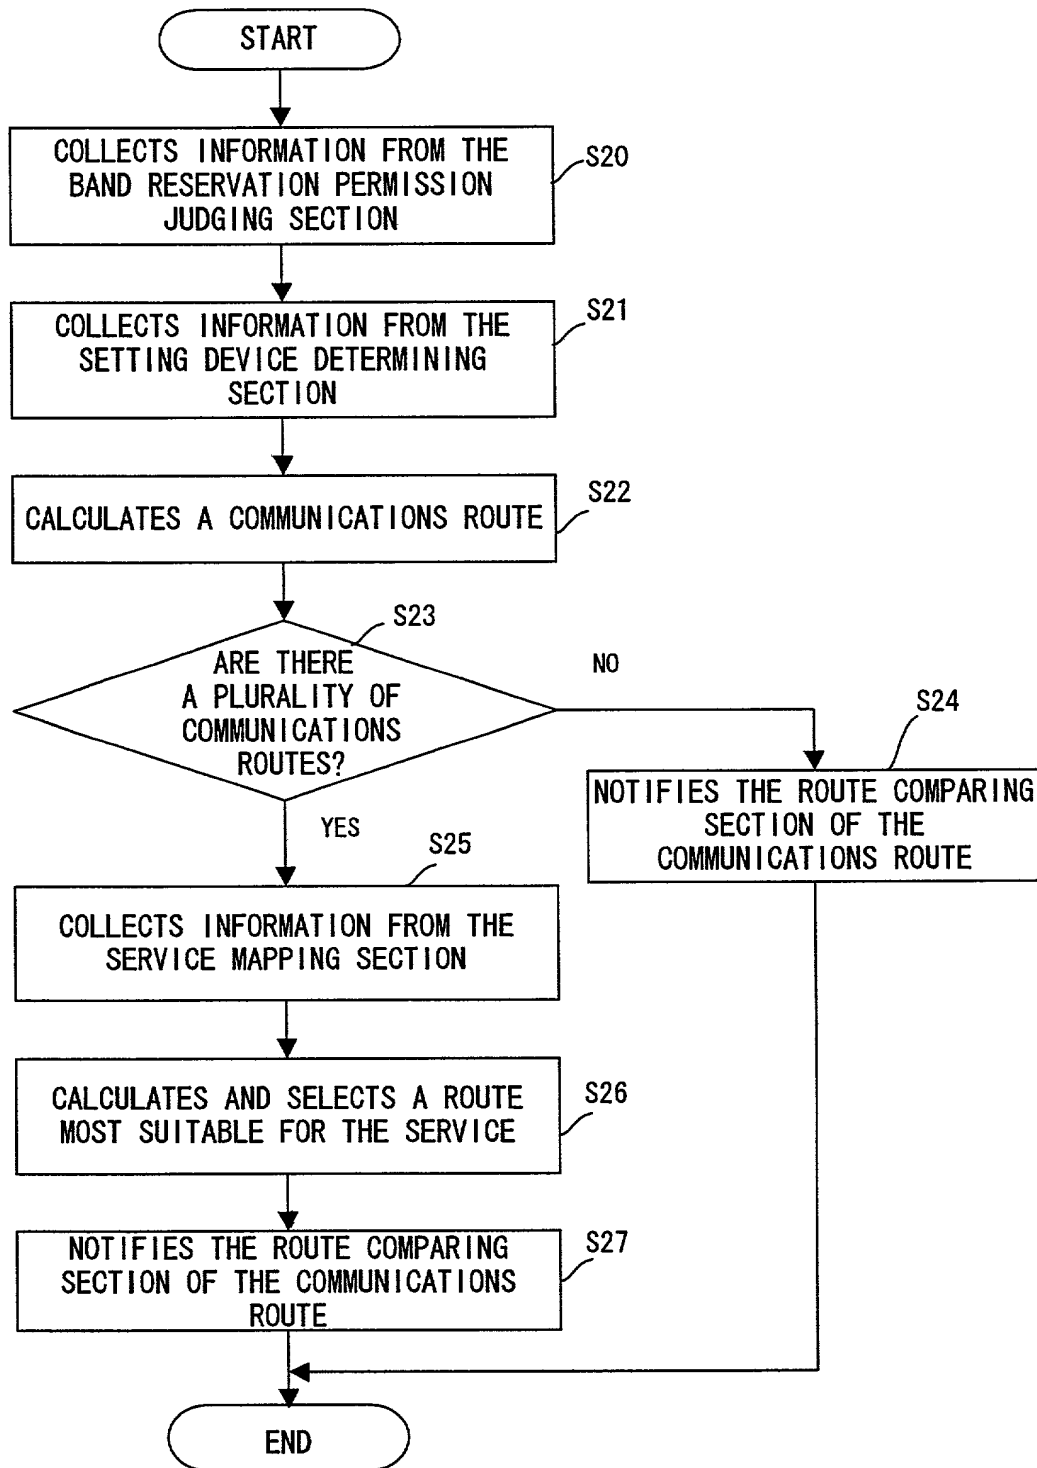 START
COLLECTS INFORMATION FROM THE
BAND RESERVATION PERMISSION
JUDGING SECTION
S20
COLLECTS INFORMATION FROM THE
SETTING DEVICE DETERMINING
SECTION
S21
CALCULATES A COMMUNICATIONS ROUTE
S22
S23
ARE THERE
A PLURALITY OF
COMMUNICATIONS
ROUTES?
NO
S24
NOTIFIES THE ROUTE COMPARING
SECTION OF THE
COMMUNICATIONS ROUTE
YES
S25
COLLECTS INFORMATION FROM THE
SERVICE MAPPING SECTION
CALCULATES AND SELECTS A ROUTE
MOST SUITABLE FOR THE SERVICE
S26
NOTIFIES THE ROUTE COMPARING
SECTION OF THE COMMUNICATIONS
ROUTE
S27
END